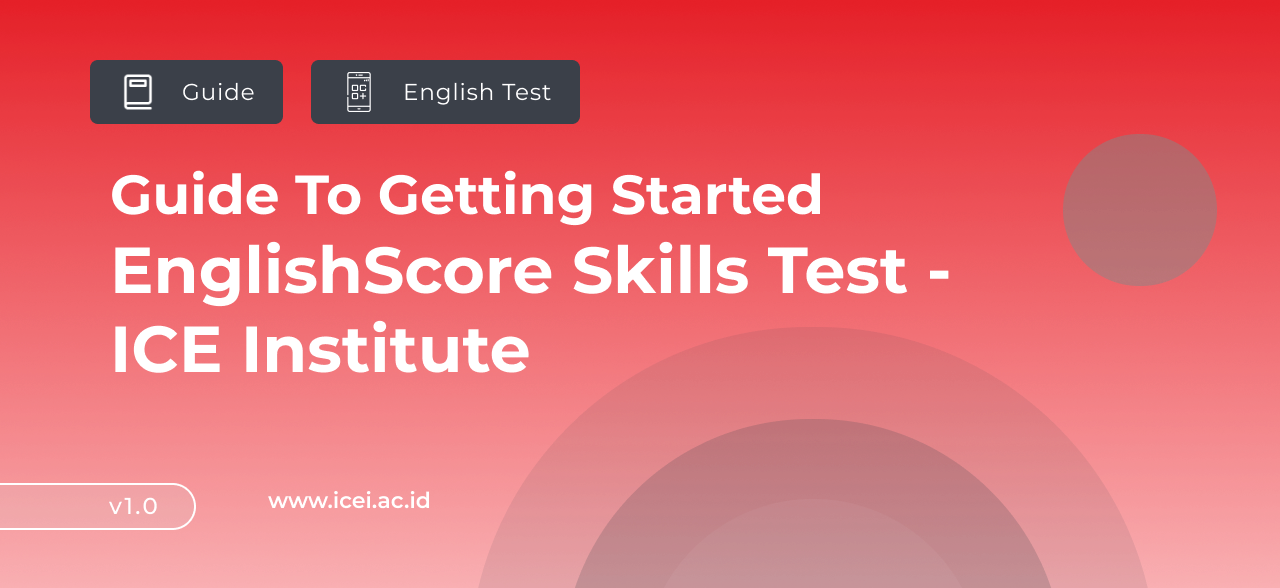 Guide
English Test
Guide To Getting Started
EnglishScore Skills Test -
ICE Institute
v1.0
www.icei.ac.id